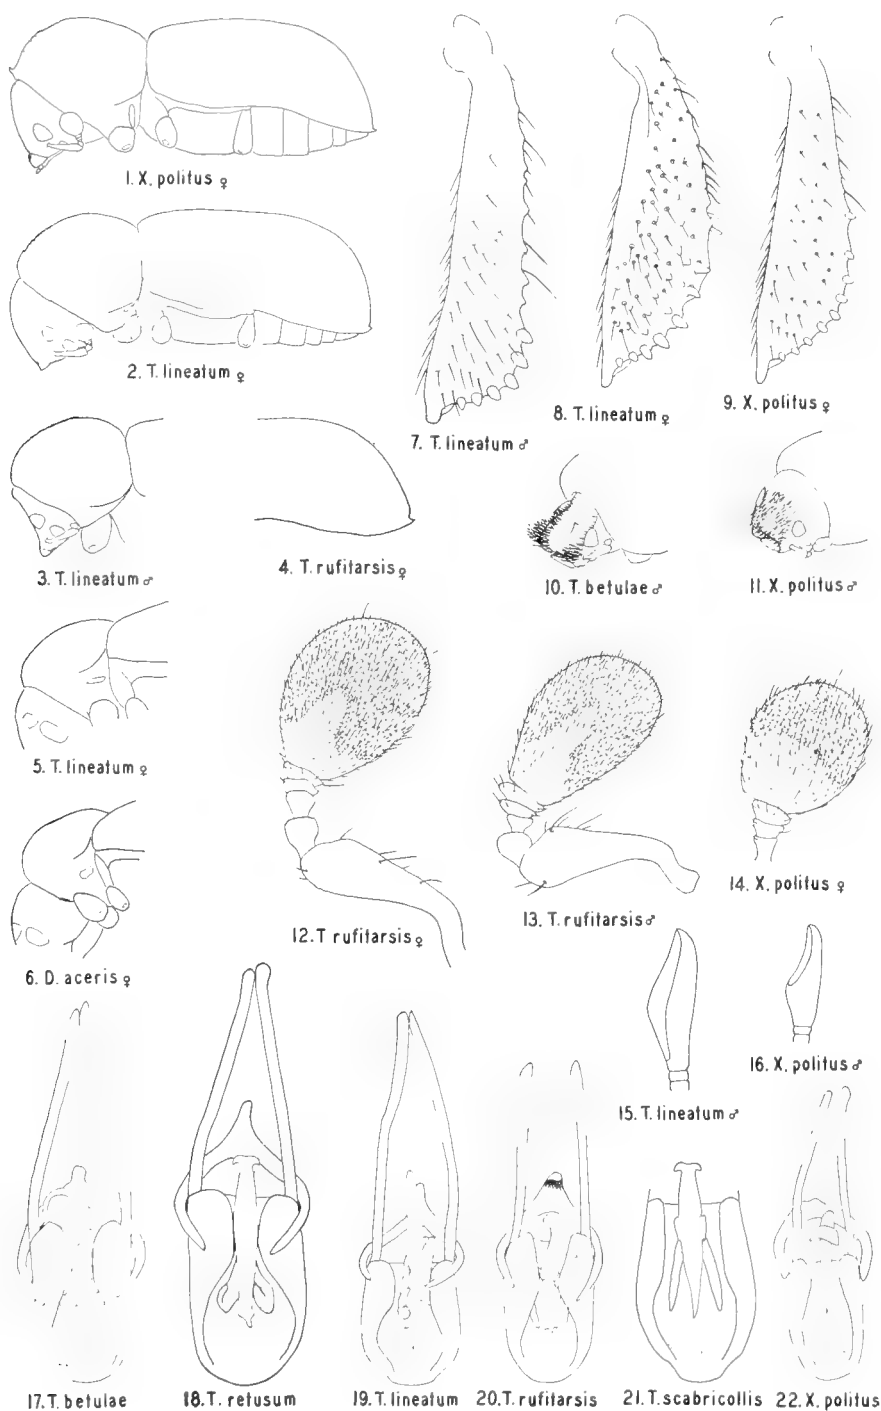 1. X. politus ♀
2. T. lineatum ♀
7. T. lineatum ♂
8. T. lineatum ♀
9. X. politus ♀
3. T. lineatum ♂
4. T. rufitarsis ♀
10. T. betulae ♂
11. X. politus ♂
5. T. lineatum ♀
6. D. aceris ♀
12. T rufitarsis ♀
13. T. rufitarsis ♂
14. X. politus ♀
15. T. lineatum ♂
16. X. politus ♂
17. T. betulae
18. T. retusum
19. T. lineatum
20. T. rufitarsis
21. T. scabricollis
22. X. politus